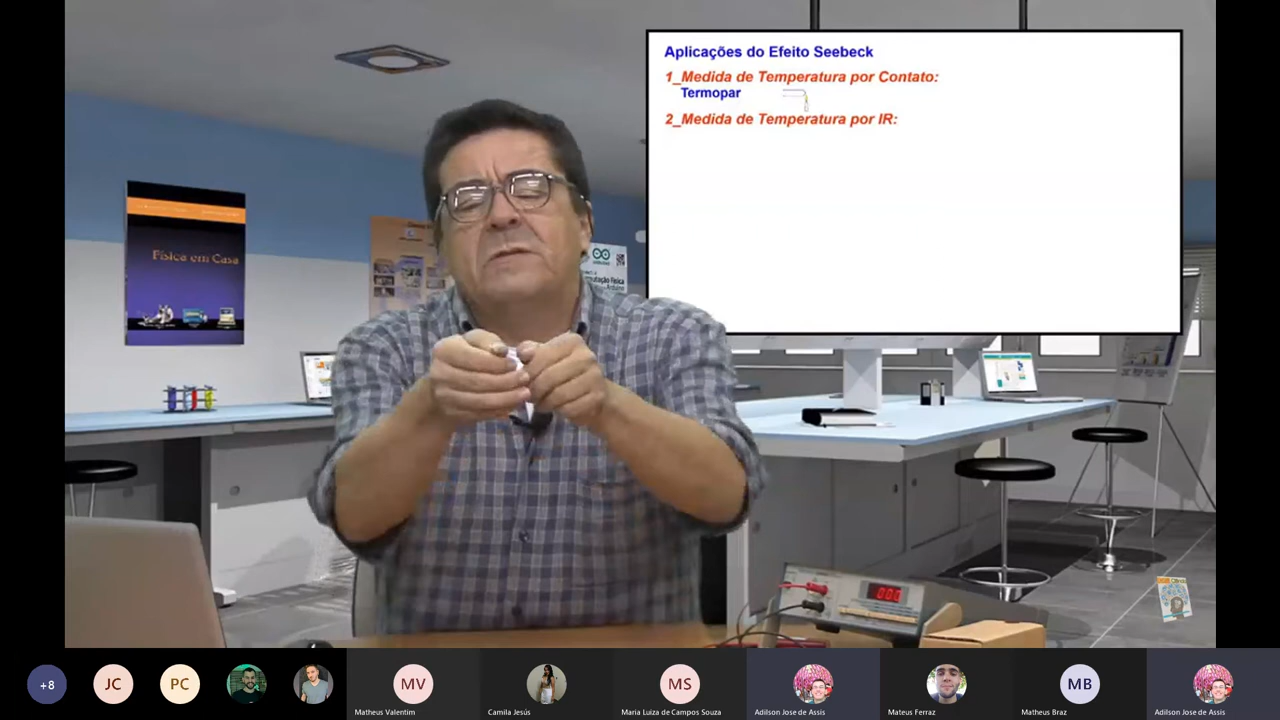 Aplicações do Efeito Seebeck
1_Medida de Temperatura por Contato:
Termopar
2_Medida de Temperatura por IR:
Física em Casa
000
+8
JC
PC
MV
MS
MB
Matheus Valentim
Camila Jesús
Maria Luiza de Campos Souza
Adilson Jose de Assis
Mateus Ferraz
Matheus Braz
Adilson Jose de Assis